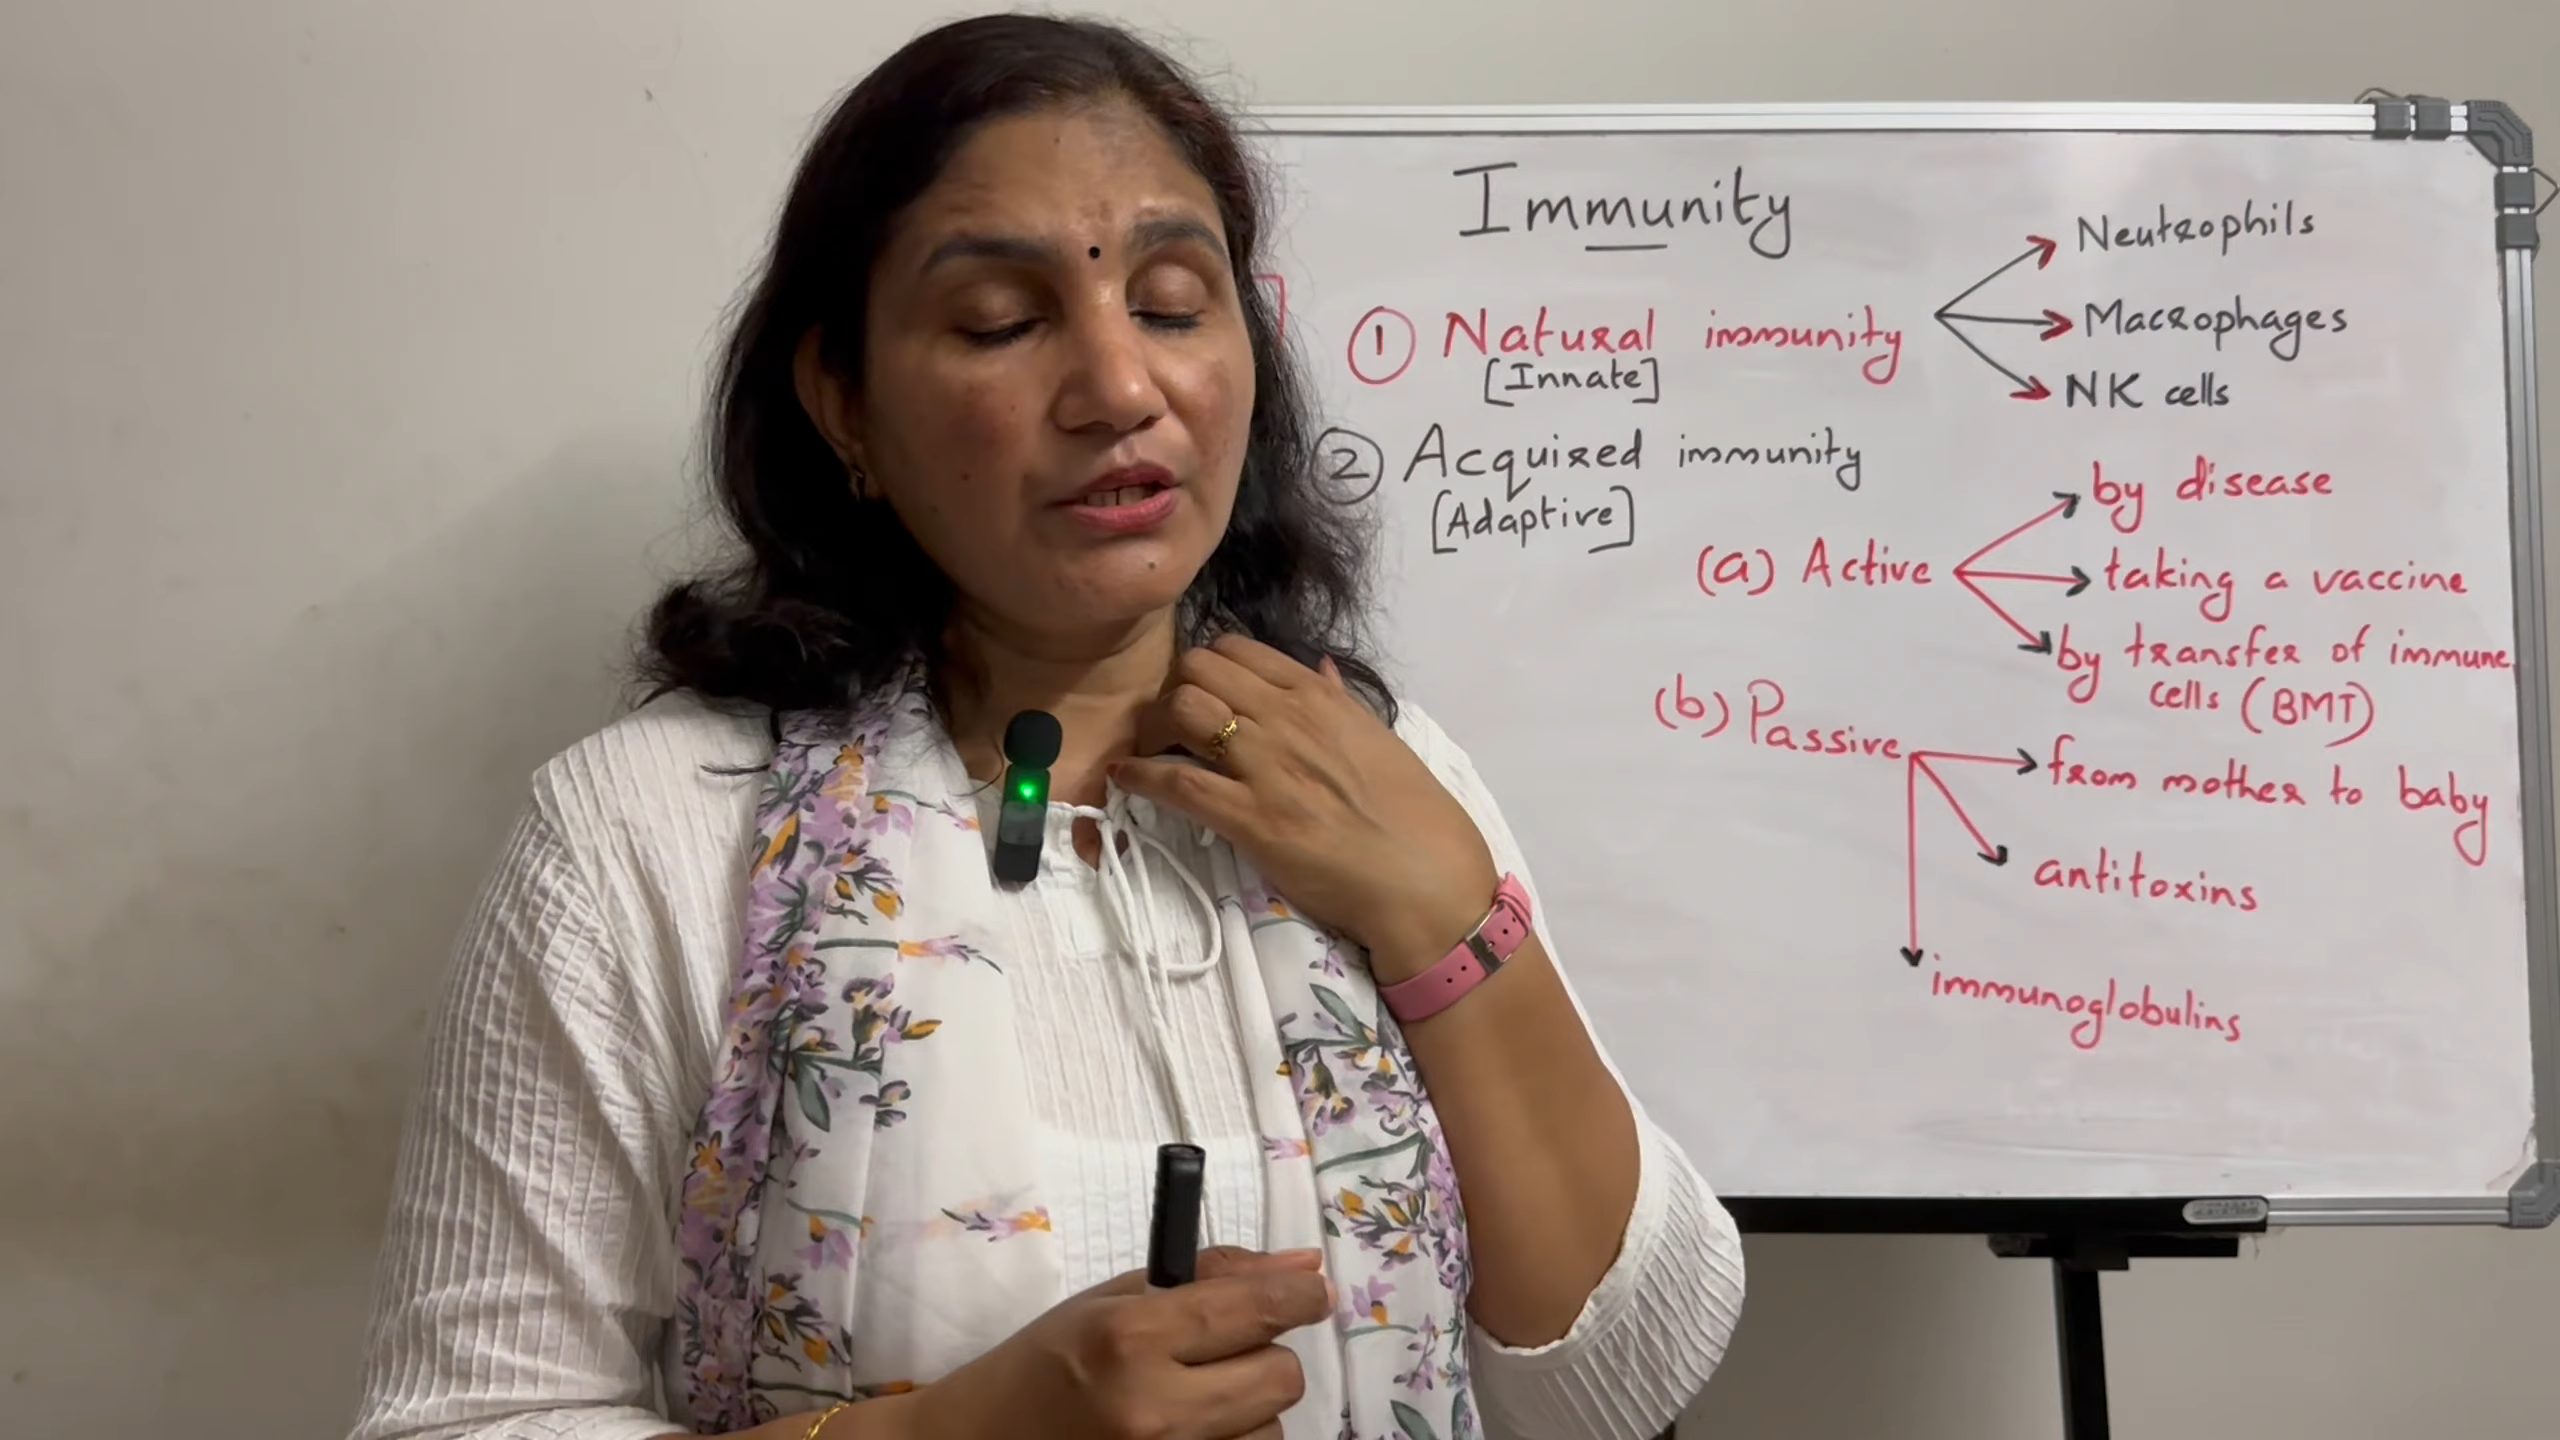 Immunity
① Natural immunity
[Innate]
Neutrophils
Macrophages
NK cells
② Acquired immunity
[Adaptive]
(a) Active
by disease
taking a vaccine
by transfer of immune
cells (BMT)
(b) Passive
from mother to baby
antitoxins
immunoglobulins